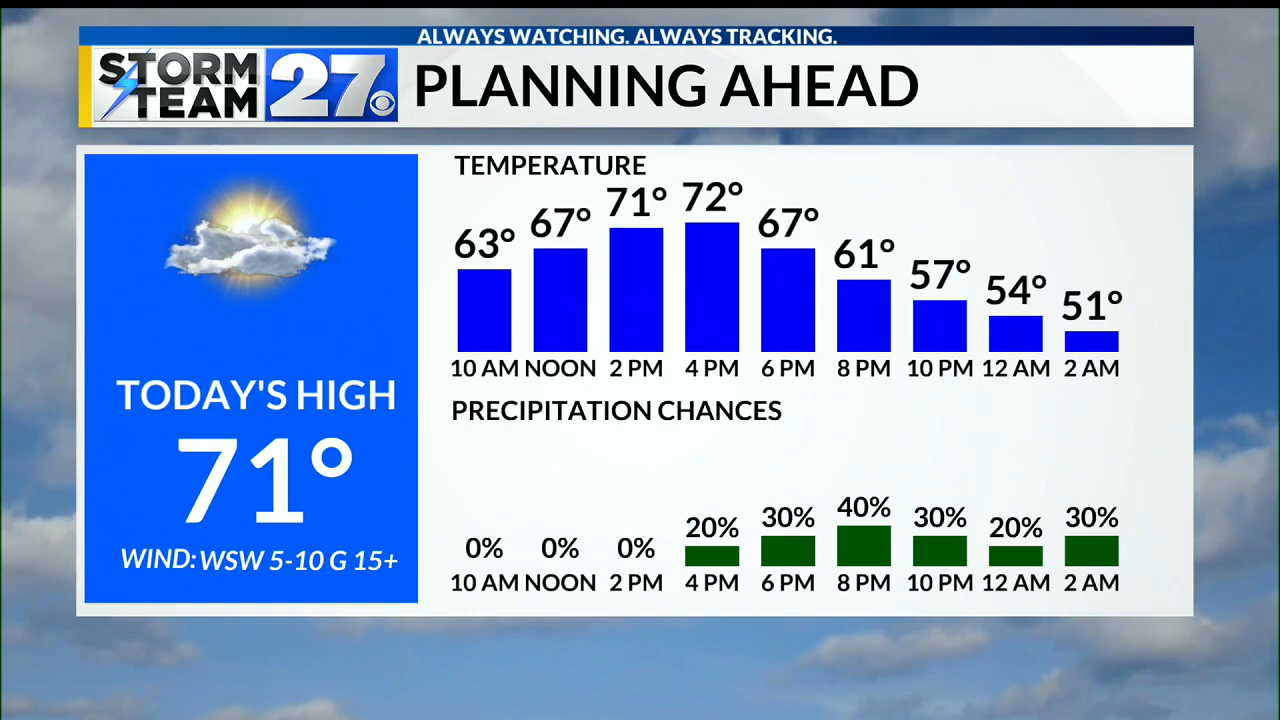 ALWAYS WATCHING. ALWAYS TRACKING.
STORM
TEAM
27
PLANNING AHEAD
TODAY'S HIGH
71°
WIND: WSW 5-10 G 15+
TEMPERATURE
63° 67° 71° 72° 67° 61° 57° 54° 51°
10 AM NOON 2 PM 4 PM 6 PM 8 PM 10 PM 12 AM 2 AM
PRECIPITATION CHANCES
0% 0% 0% 20% 30% 40% 30% 20% 30%
10 AM NOON 2 PM 4 PM 6 PM 8 PM 10 PM 12 AM 2 AM